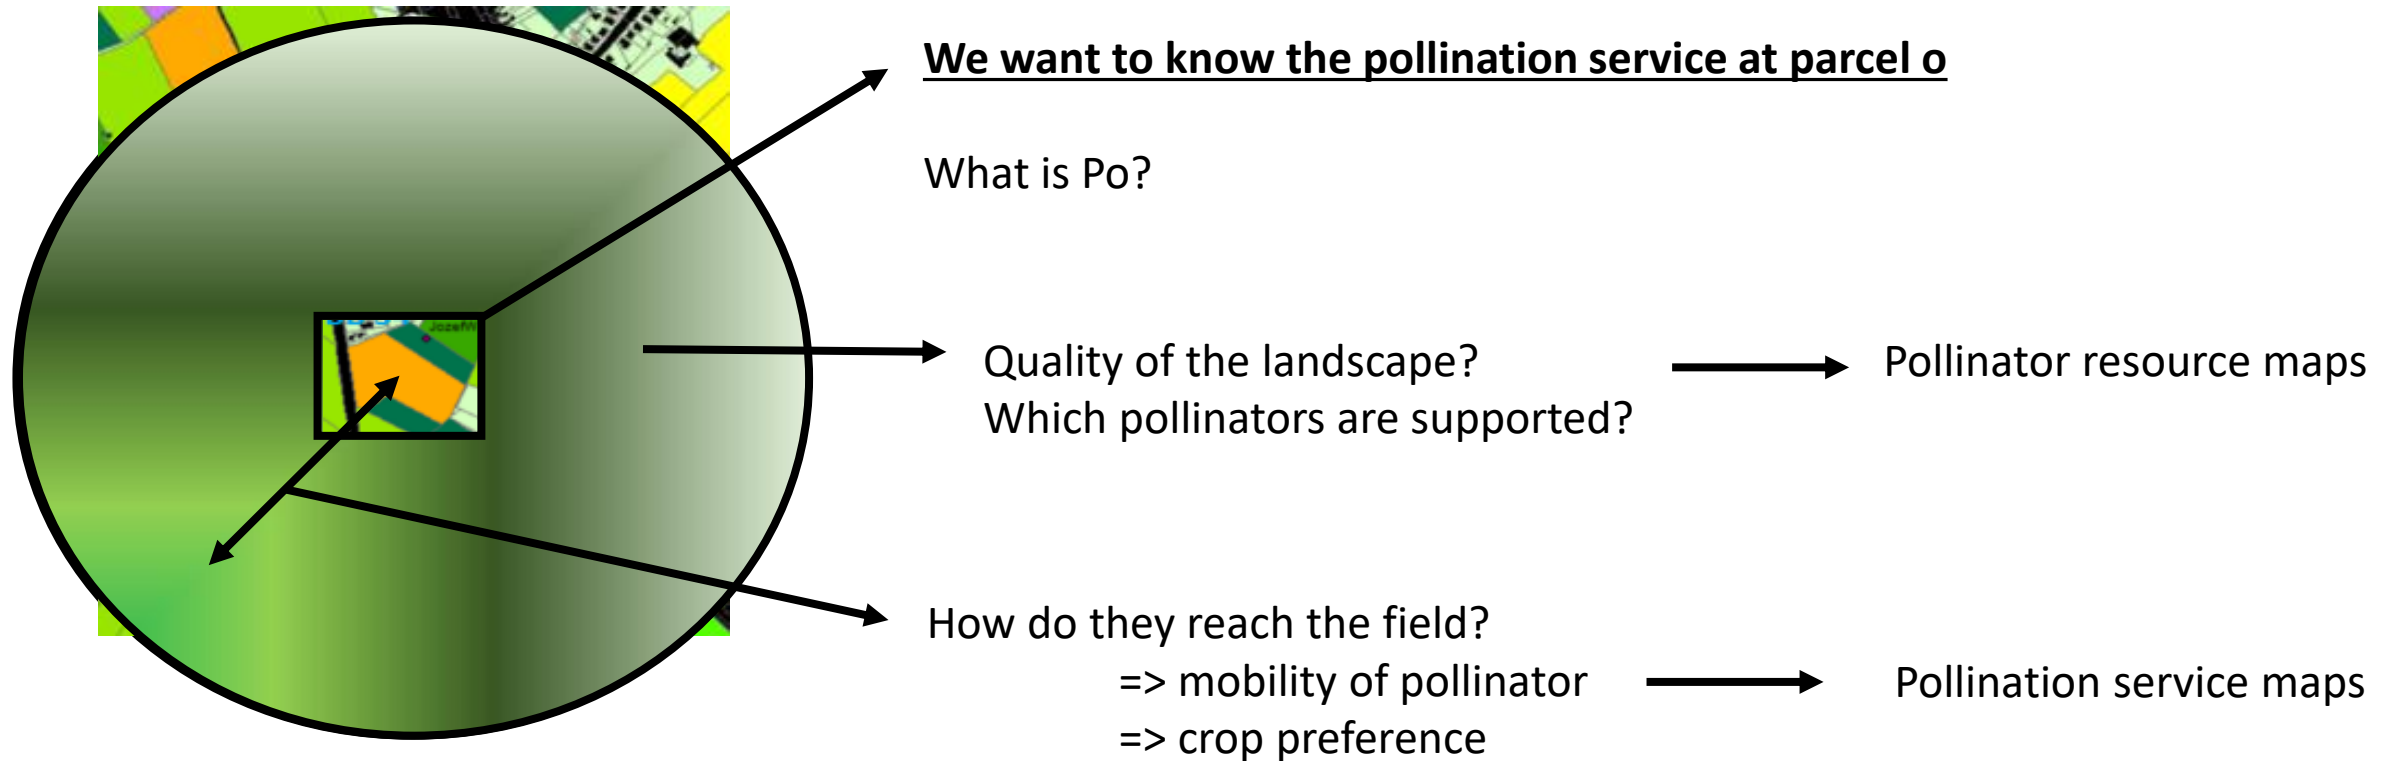 We want to know the pollination service at parcel o
What is Po?
Quality of the landscape?
Which pollinators are supported?
Pollinator resource maps
How do they reach the field?
=> mobility of pollinator
=> crop preference
Pollination service maps